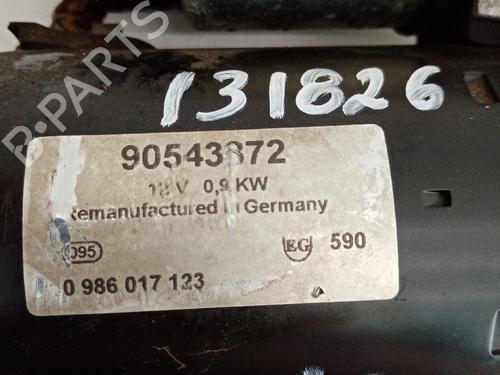 131826
90543872
12 V 0,9 KW
Remanufactured in Germany
095 EG 590
0 986 017 123
B-PARTS